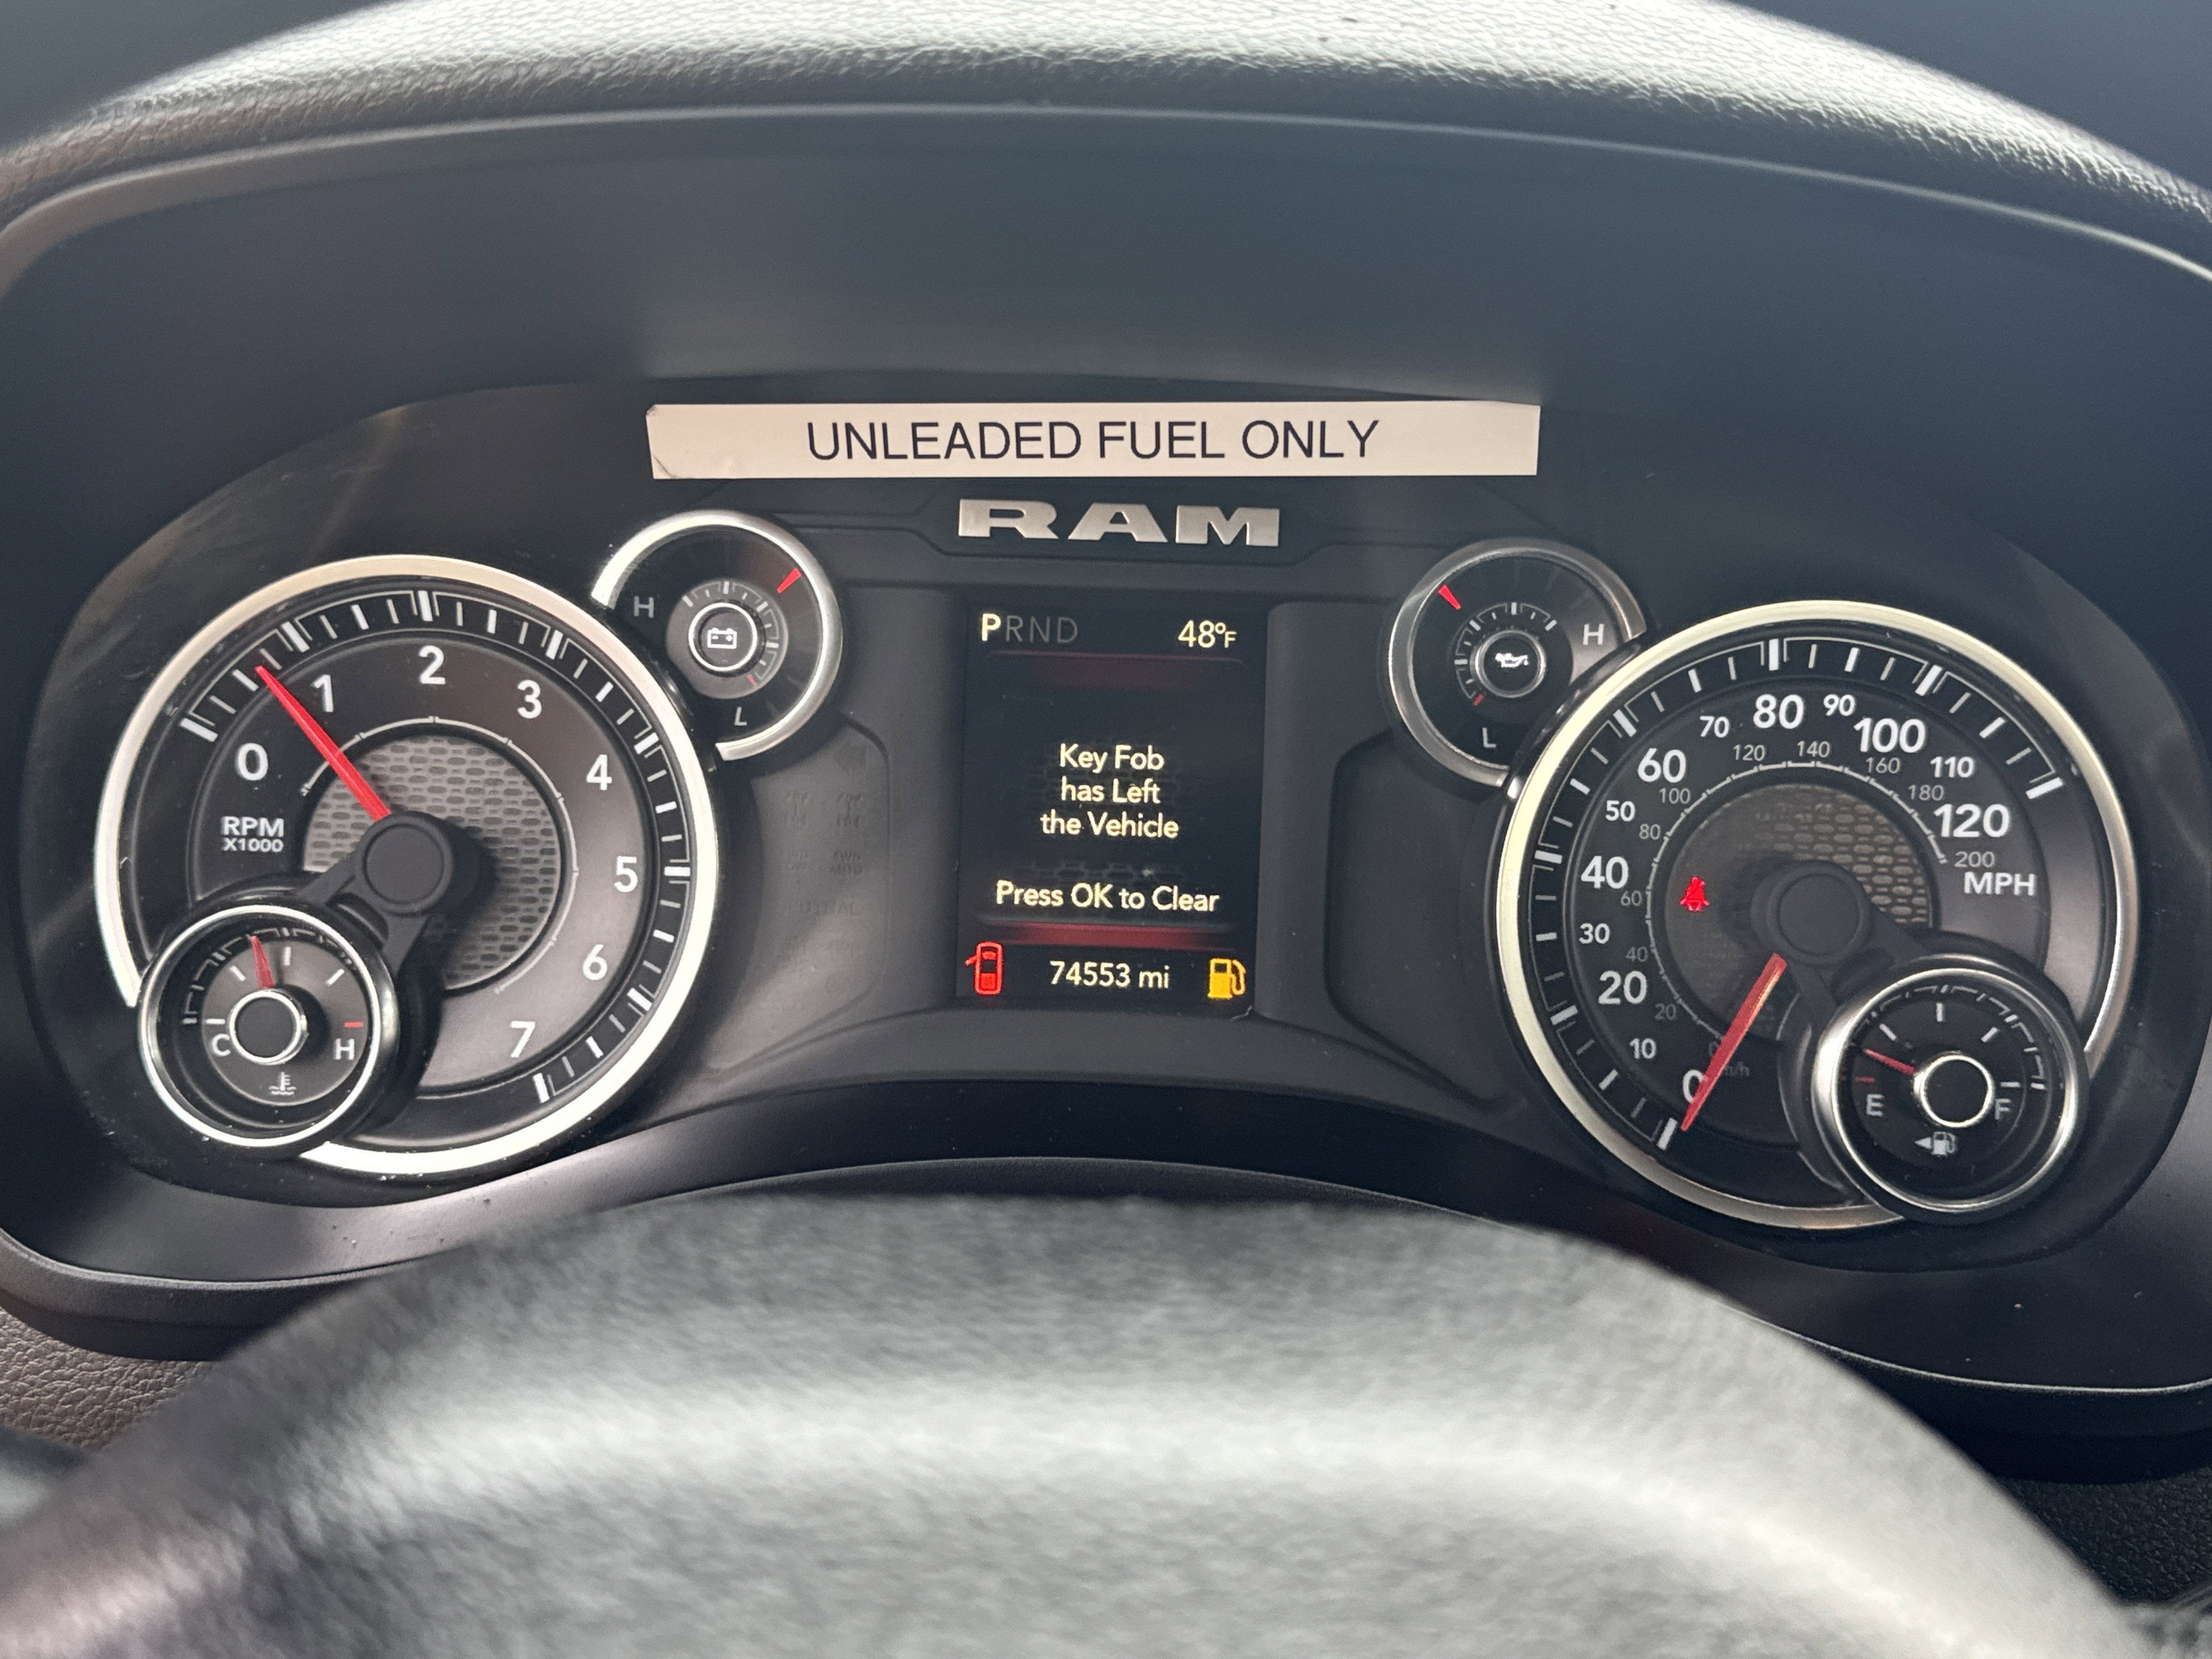 UNLEADED FUEL ONLY
RAM
H
L
PRND
48°F
H
L
Key Fob
has Left
the Vehicle
Press OK to Clear
74553 mi
0
1
2
3
4
5
6
7
RPM
X1000
C
H
0
10
20
30
40
50
60
70
80
90
100
110
120
MPH
20
40
60
80
100
120
140
160
180
200
E
F